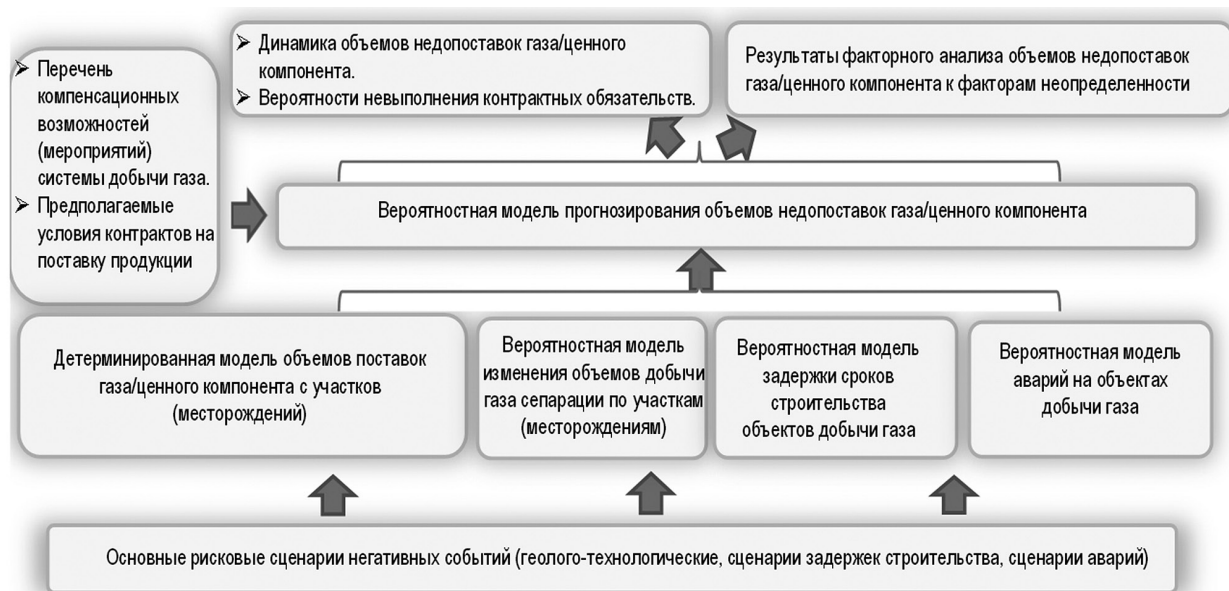 Перечень
компенсационных
возможностей
(мероприятий)
системы добычи газа.
Предполагаемые
условия контрактов на
поставку продукции
Динамика объемов недопоставок газа/ценного
компонента.
Вероятности невыполнения контрактных обязательств.
Результаты факторного анализа объемов недопоставок
газа/ценного компонента к факторам неопределенности
Вероятностная модель прогнозирования объемов недопоставок газа/ценного компонента
Детерминированная модель объемов поставок
газа/ценного компонента с участков
(месторождений)
Вероятностная модель
изменения объемов добычи
газа сепарации по участкам
(месторождениям)
Вероятностная модель
задержки сроков
строительства
объектов добычи газа
Вероятностная модель
аварий на объектах
добычи газа
Основные рисковые сценарии негативных событий (геолого-технологические, сценарии задержек строительства, сценарии аварий)